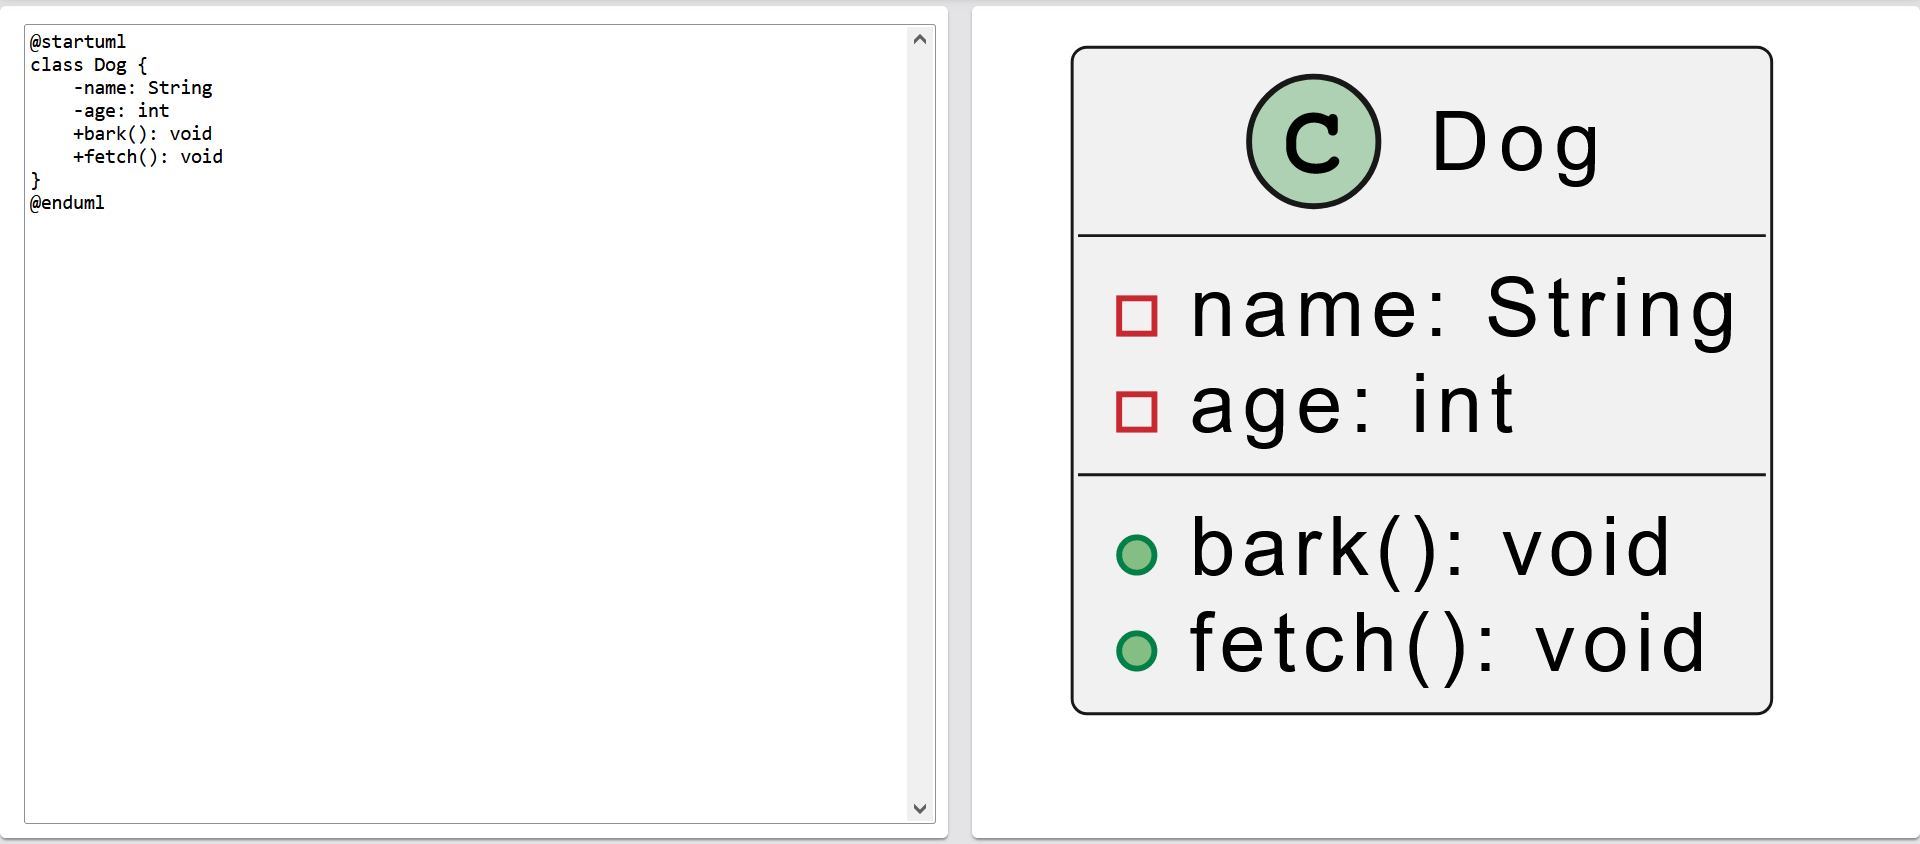 @startuml
class Dog {
    -name: String
    -age: int
    +bark(): void
    +fetch(): void
}
@enduml
C Dog
name: String
age: int
bark(): void
fetch(): void